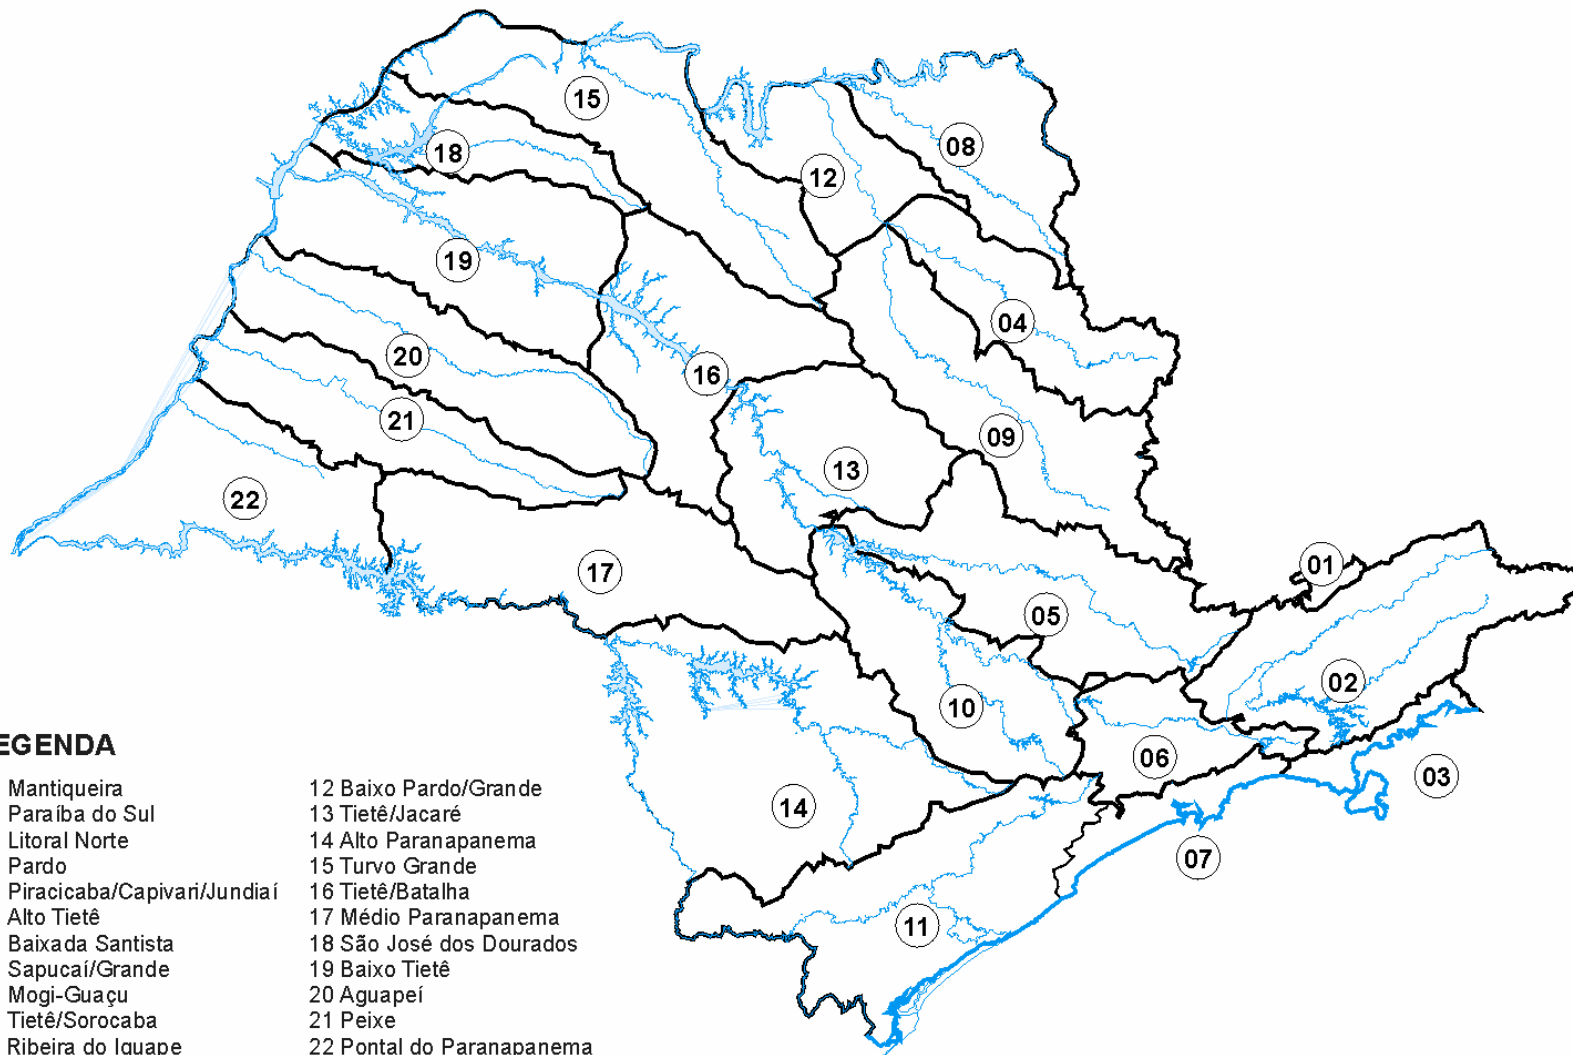 15
18
08
12
19
04
20
16
21
09
13
22
17
01
05
02
10
06
03
14
07
11
EGENDA
Mantiqueira
Paraíba do Sul
Litoral Norte
Pardo
Piracicaba/Capivari/Jundiaí
Alto Tietê
Baixada Santista
Sapucaí/Grande
Mogi-Guaçu
Tietê/Sorocaba
Ribeira do Iguape
12 Baixo Pardo/Grande
13 Tietê/Jacaré
14 Alto Paranapanema
15 Turvo Grande
16 Tietê/Batalha
17 Médio Paranapanema
18 São José dos Dourados
19 Baixo Tietê
20 Aguapeí
21 Peixe
22 Pontal do Paranapanema